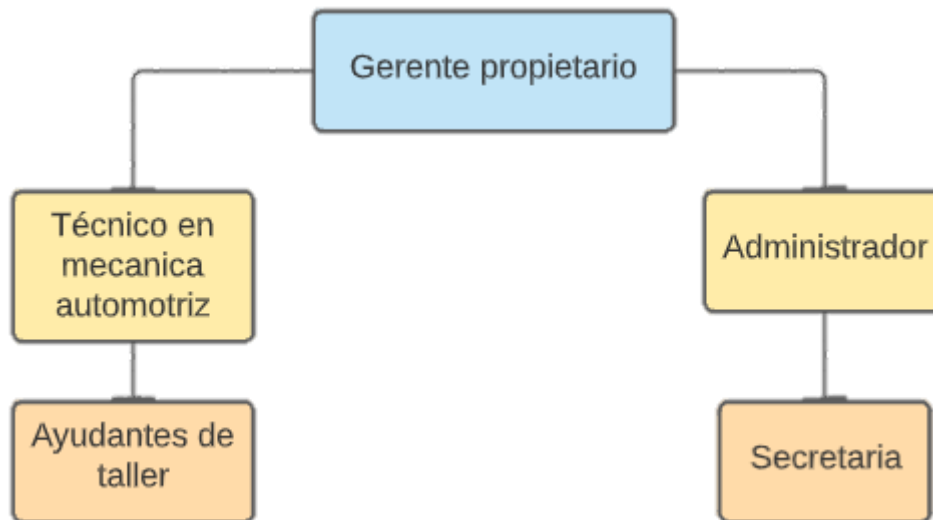 Gerente propietario
Técnico en
mecanica
automotriz
Administrador
Ayudantes de
taller
Secretaria